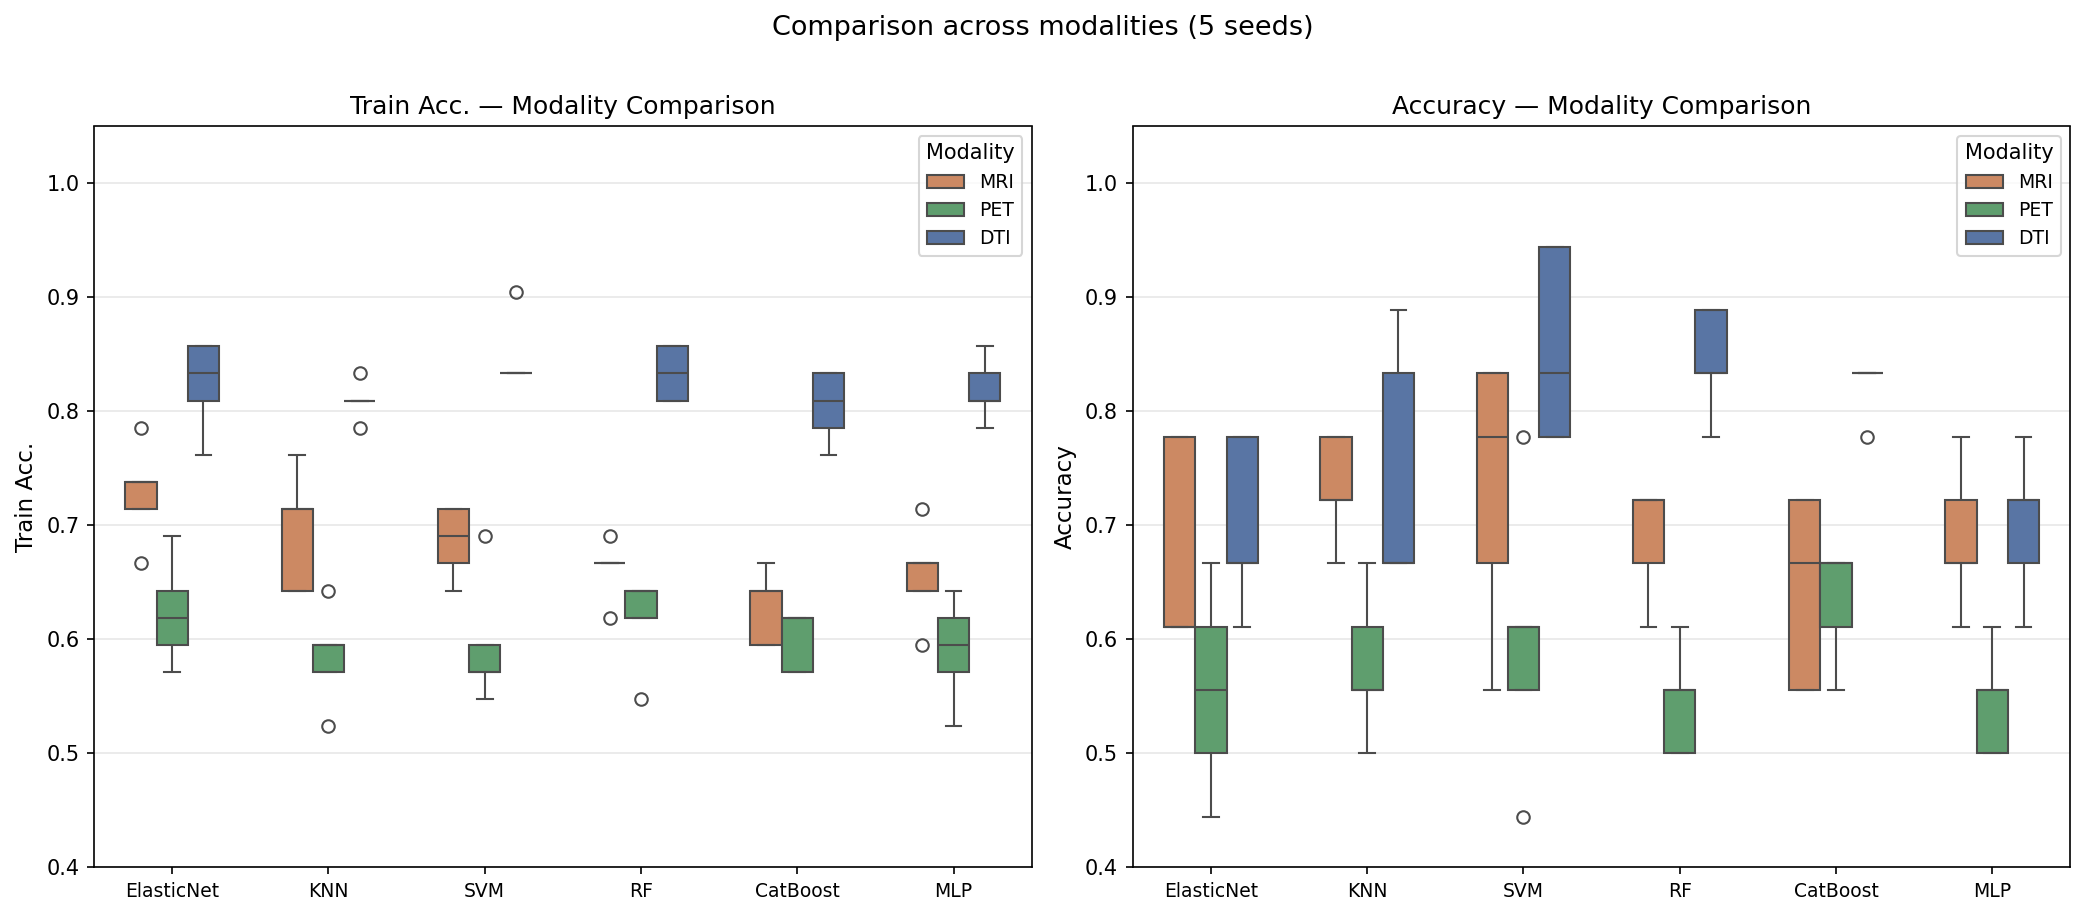 Comparison across modalities (5 seeds)
Train Acc. — Modality Comparison
Modality
MRI
PET
DTI
1.0
0.9
0.8
0.7
0.6
0.5
0.4
Train Acc.
ElasticNet KNN SVM RF CatBoost MLP
Accuracy — Modality Comparison
Modality
MRI
PET
DTI
1.0
0.9
0.8
0.7
0.6
0.5
0.4
Accuracy
ElasticNet KNN SVM RF CatBoost MLP